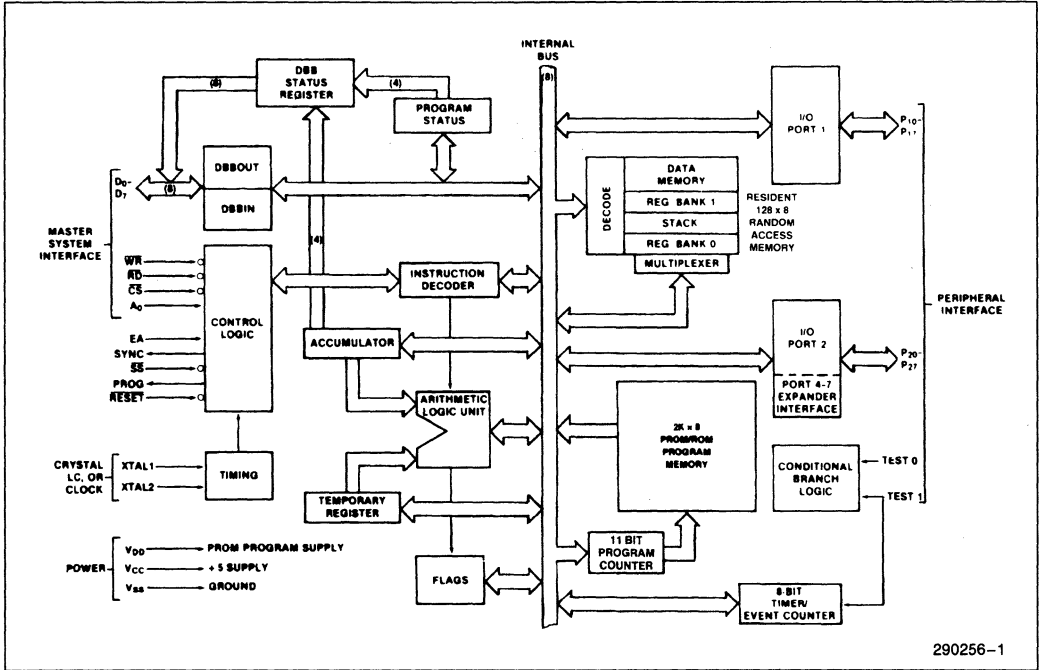 INTERNAL
BUS
(8)
DBB
STATUS
REGISTER
(8)
(4)
PROGRAM
STATUS
I/O
PORT 1
P10-
P17
DBBOUT
DBBIN
D0-
D7
(8)
DECODE
DATA
MEMORY
REG BANK 1
STACK
REG BANK 0
MULTIPLEXER
RESIDENT
128 x 8
RANDOM
ACCESS
MEMORY
MASTER
SYSTEM
INTERFACE
WR
RD
CS
A0
(4)
CONTROL
LOGIC
INSTRUCTION
DECODER
PERIPHERAL
INTERFACE
EA
SYNC
SS
PROG
RESET
ACCUMULATOR
I/O
PORT 2
PORT 4-7
EXPANDER
INTERFACE
P20-
P27
ARITHMETIC
LOGIC UNIT
2K x 8
PROM/ROM
PROGRAM
MEMORY
CRYSTAL
LC, OR
CLOCK
XTAL1
XTAL2
TIMING
CONDITIONAL
BRANCH
LOGIC
TEST 0
TEST 1
TEMPORARY
REGISTER
11 BIT
PROGRAM
COUNTER
POWER
VDD
PROM PROGRAM SUPPLY
VCC
+ 5 SUPPLY
VSS
GROUND
FLAGS
8-BIT
TIMER/
EVENT COUNTER
290256–1